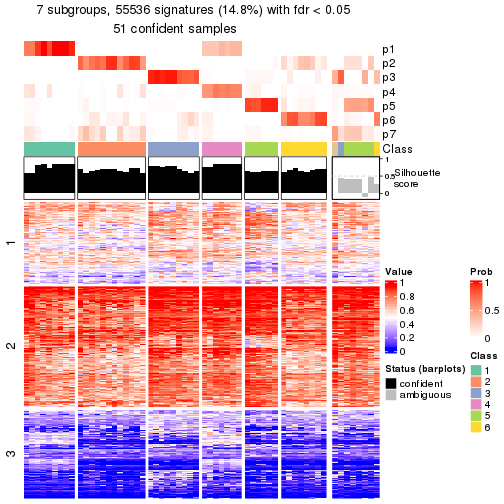 7 subgroups, 55536 signatures (14.8%) with fdr < 0.05
51 confident samples
p1
p2
p3
p4
p5
p6
p7
Class
1
0.5
0
Silhouette
score
1
2
3
Value
1
0.8
0.6
0.4
0.2
0
Status (barplots)
confident
ambiguous
Prob
1
0.5
0
Class
1
2
3
4
5
6